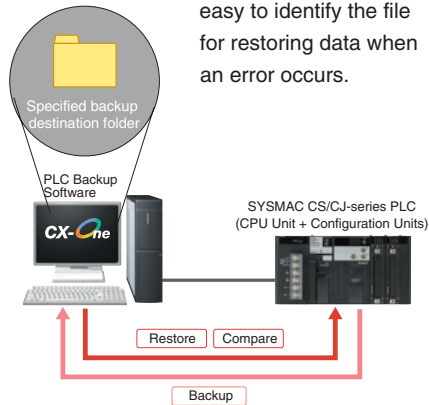 easy to identify the file
for restoring data when
an error occurs.
Specified backup
destination folder
PLC Backup
Software
CX-One
SYSMAC CS/CJ-series PLC
(CPU Unit + Configuration Units)
Restore Compare
Backup